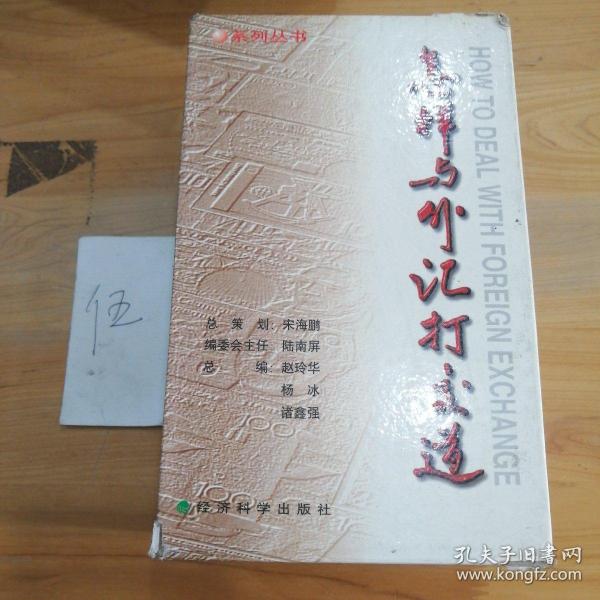 系列丛书
怎样与外汇打交道
HOW TO DEAL WITH FOREIGN EXCHANGE
总策划:宋海鹏
编委会主任 陆南屏
总编:赵玲华
杨冰
诸鑫强
经济科学出版社
伍
孔夫子旧书网
www.kongfz.com